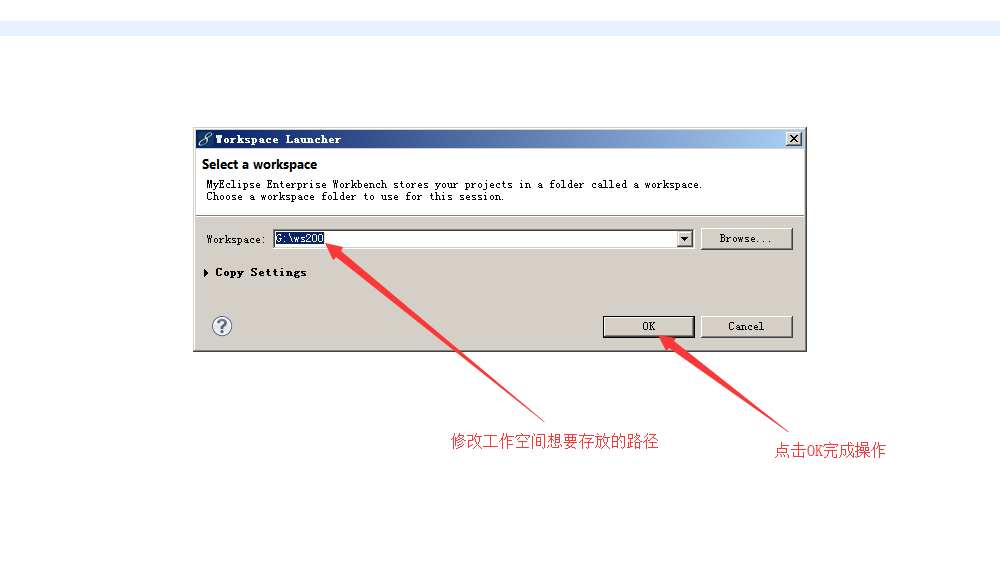 Workspace Launcher
Select a workspace
MyEclipse Enterprise Workbench stores your projects in a folder called a workspace.
Choose a workspace folder to use for this session.
Workspace: G:\ws200 Browse...
Copy Settings
? OK Cancel
修改工作空间想要存放的路径
点击OK完成操作